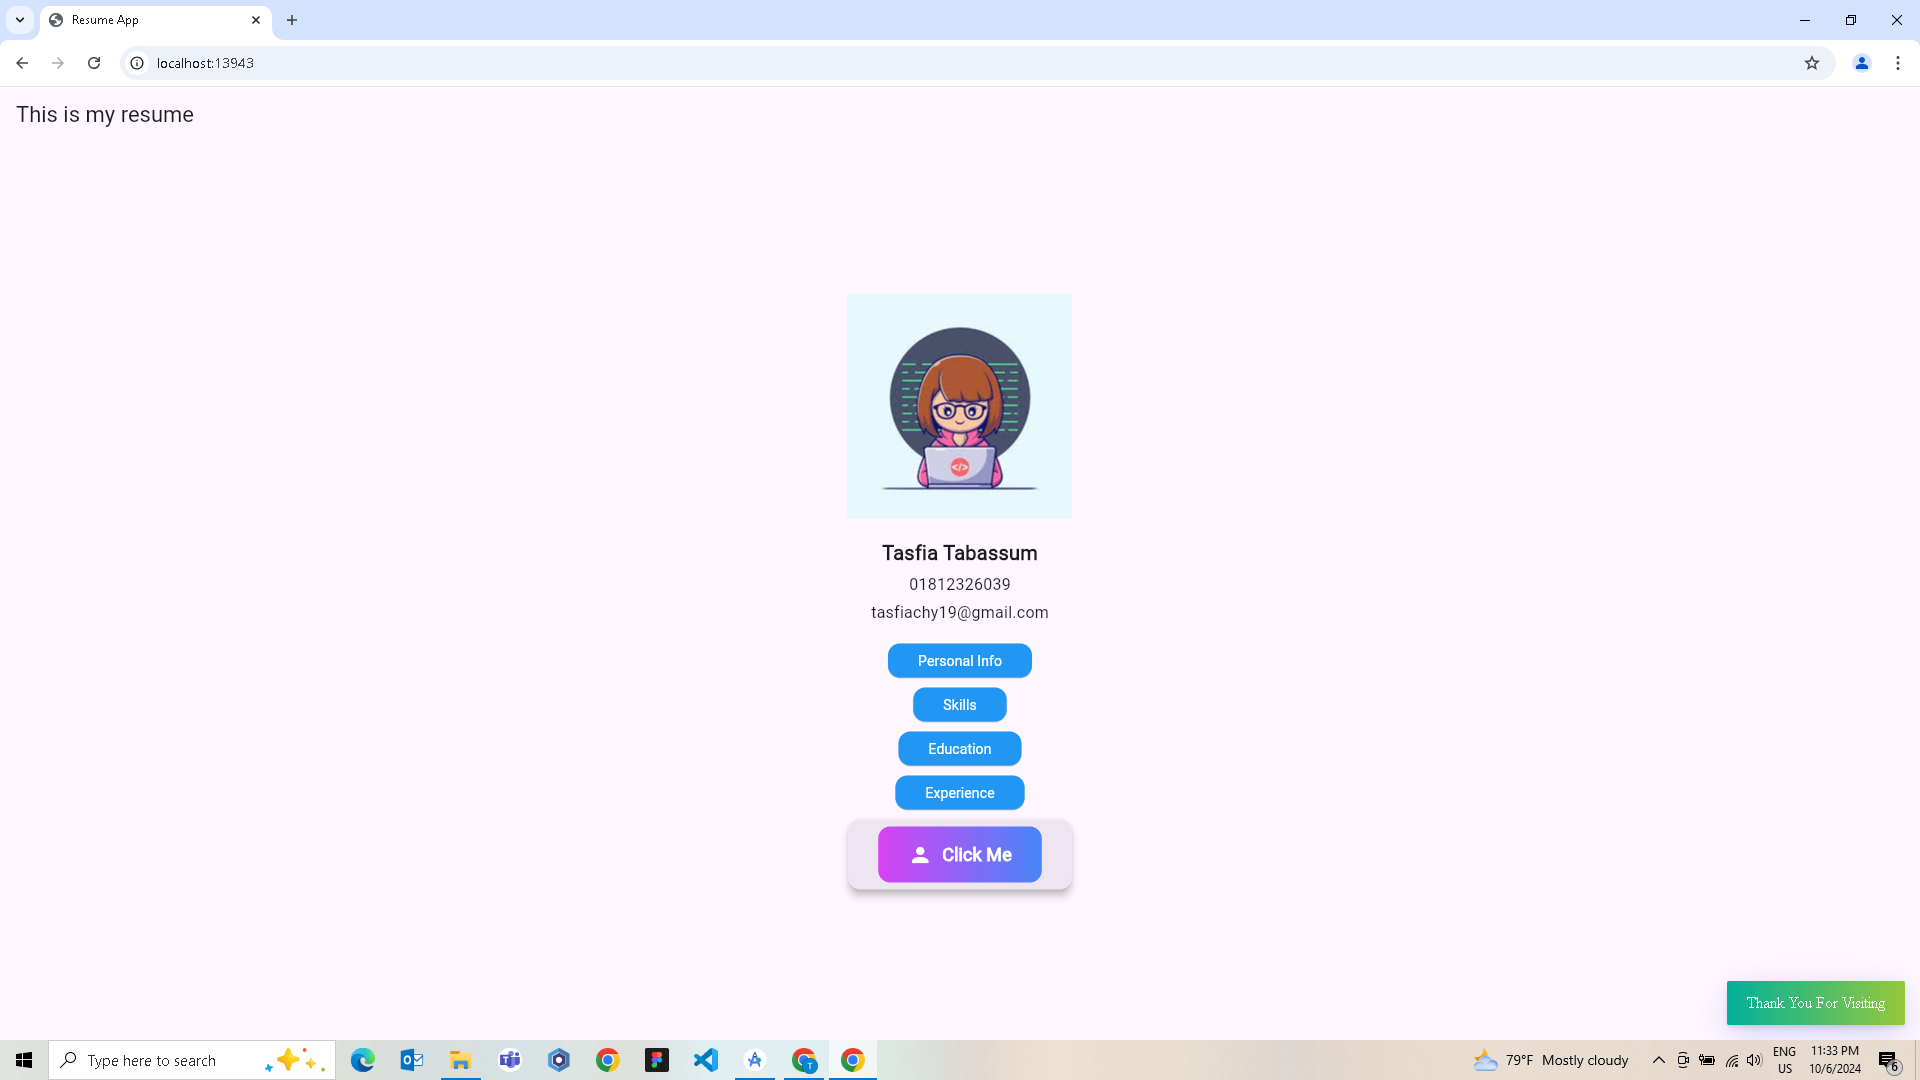 Resume App
localhost:13943
This is my resume
</>
Tasfia Tabassum
01812326039
tasfiachy19@gmail.com
Personal Info
Skills
Education
Experience
Click Me
Thank You For Visiting
Type here to search
79°F Mostly cloudy
ENG
US
11:33 PM
10/6/2024
6